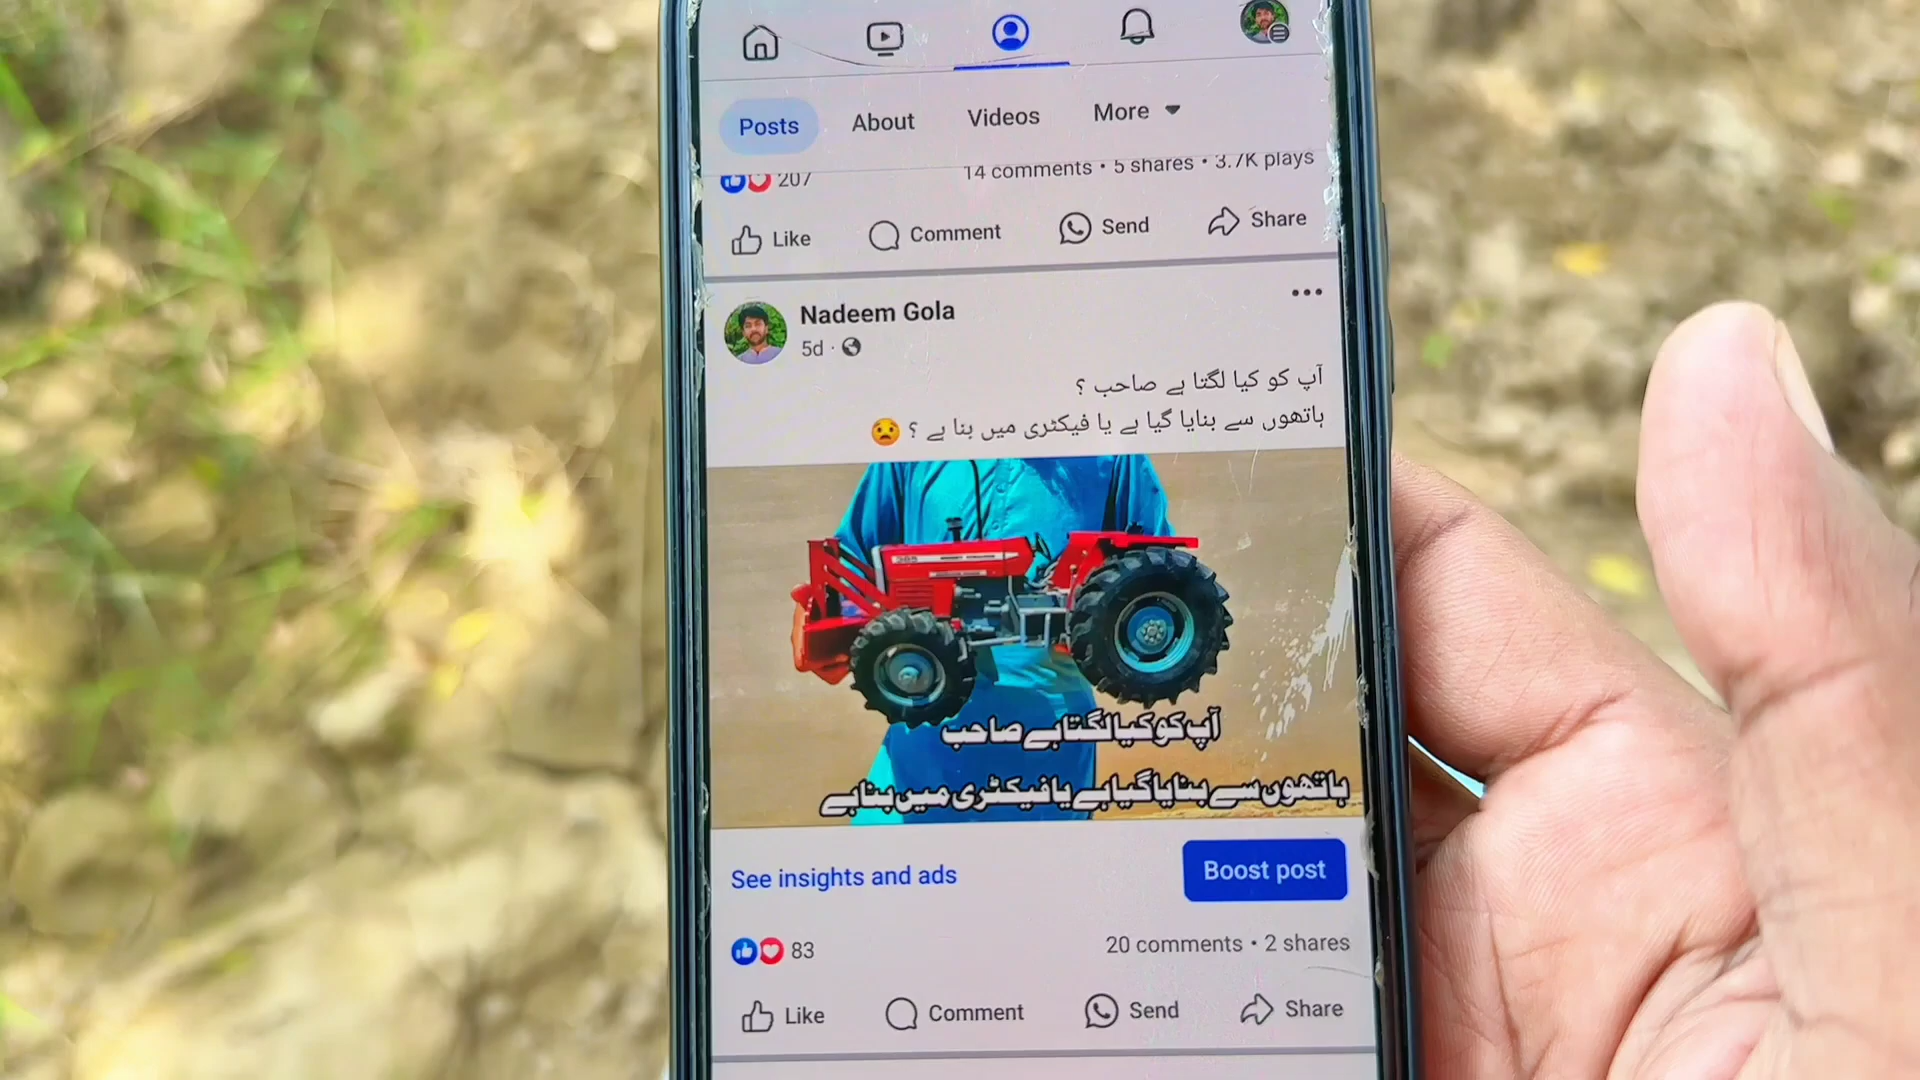 Posts About Videos More
207 14 comments • 5 shares • 3.7K plays
Like Comment Send Share
Nadeem Gola
5d ·
آپ کو کیا لگتا ہے صاحب ؟
ہاتھوں سے بنایا گیا ہے یا فیکٹری میں بنا ہے ؟ 😧
285
آپ کو کیا لگتا ہے صاحب
ہاتھوں سے بنایا گیا ہے یا فیکٹری میں بنا ہے
See insights and ads Boost post
83 20 comments • 2 shares
Like Comment Send Share